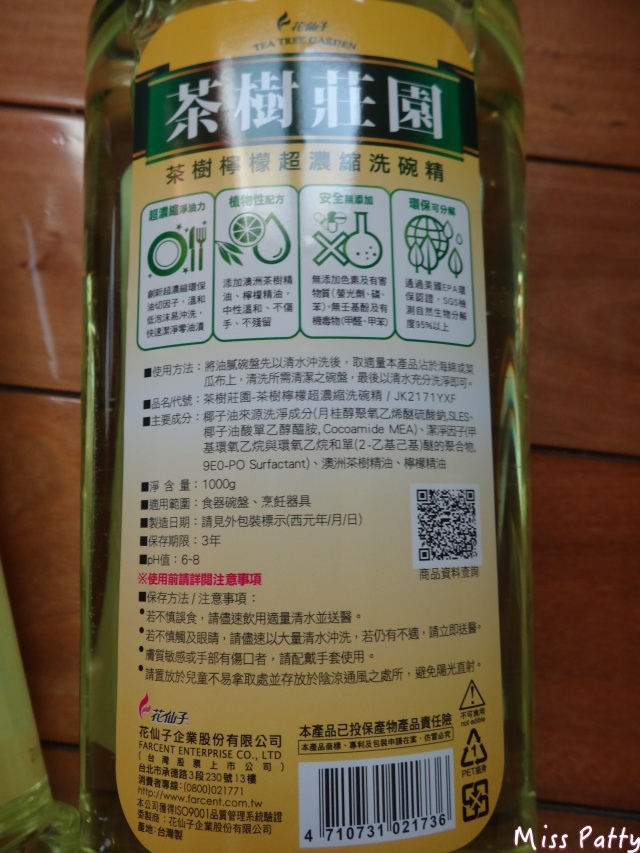 花仙子
TEA TREE GARDEN
茶樹莊園
茶樹檸檬超濃縮洗碗精
超濃縮淨油力
創新超濃縮環保
油切因子，溫和
低泡沫易沖洗，
快速潔淨零油漬
植物性配方
添加澳洲茶樹精
油、檸檬精油，
中性溫和、不傷
手、不殘留
安全無添加
無添加色素及有害
物質（螢光劑、磷、
苯）、無壬基酚及有
機毒物（甲醛、甲苯）
環保可分解
通過美國EPA環
保認證，SGS檢
測自然生物分解
度95%以上
■使用方法：將油膩碗盤先以清水沖洗後，取適量本產品沾於海綿或菜
瓜布上，清洗所需清潔之碗盤，最後以清水充分洗淨即可。
■品名/代號：茶樹莊園-茶樹檸檬超濃縮洗碗精 / JK2171YXF
■主要成分：椰子油來源洗淨成分(月桂醇聚氧乙烯醚硫酸鈉,SLES、
椰子油酸單乙醇醯胺, Cocoamide MEA)、潔淨因子(甲
基環氧乙烷與環氧乙烷和單(2-乙基己基)醚的聚合物,
9EO-PO Surfactant)、澳洲茶樹精油、檸檬精油
■淨 含 量：1000g
■適用範圍：食器碗盤、烹飪器具
■製造日期：請見外包裝標示(西元年/月/日)
■保存期限：3年
■pH值：6-8
※使用前請詳閱注意事項
■保存方法 / 注意事項：
•若不慎誤食，請儘速飲用適量清水並送醫。
•若不慎觸及眼睛，請儘速以大量清水沖洗，若仍有不適，請立即送醫。
•膚質敏感或手部有傷口者，請配戴手套使用。
•請置放於兒童不易拿取處並存放於陰涼通風之處所，避免陽光直射。
商品資料查詢
花仙子
花仙子企業股份有限公司
FARCENT ENTERPRISE CO., LTD
(台灣股票上市公司)
台北市承德路3段230號13樓
消費者專線：(0800)021771
http://www.farcent.com.tw
本公司獲得ISO9001品質管理系統驗證
委製商：花仙子企業股份有限公司
產地：台灣製
本產品已投保產物產品責任險
本產品商標、專利及包裝申請在案，仿冒必究
4 710731 021736
不可食用
not edible
1
PET瓶身
Miss Patty